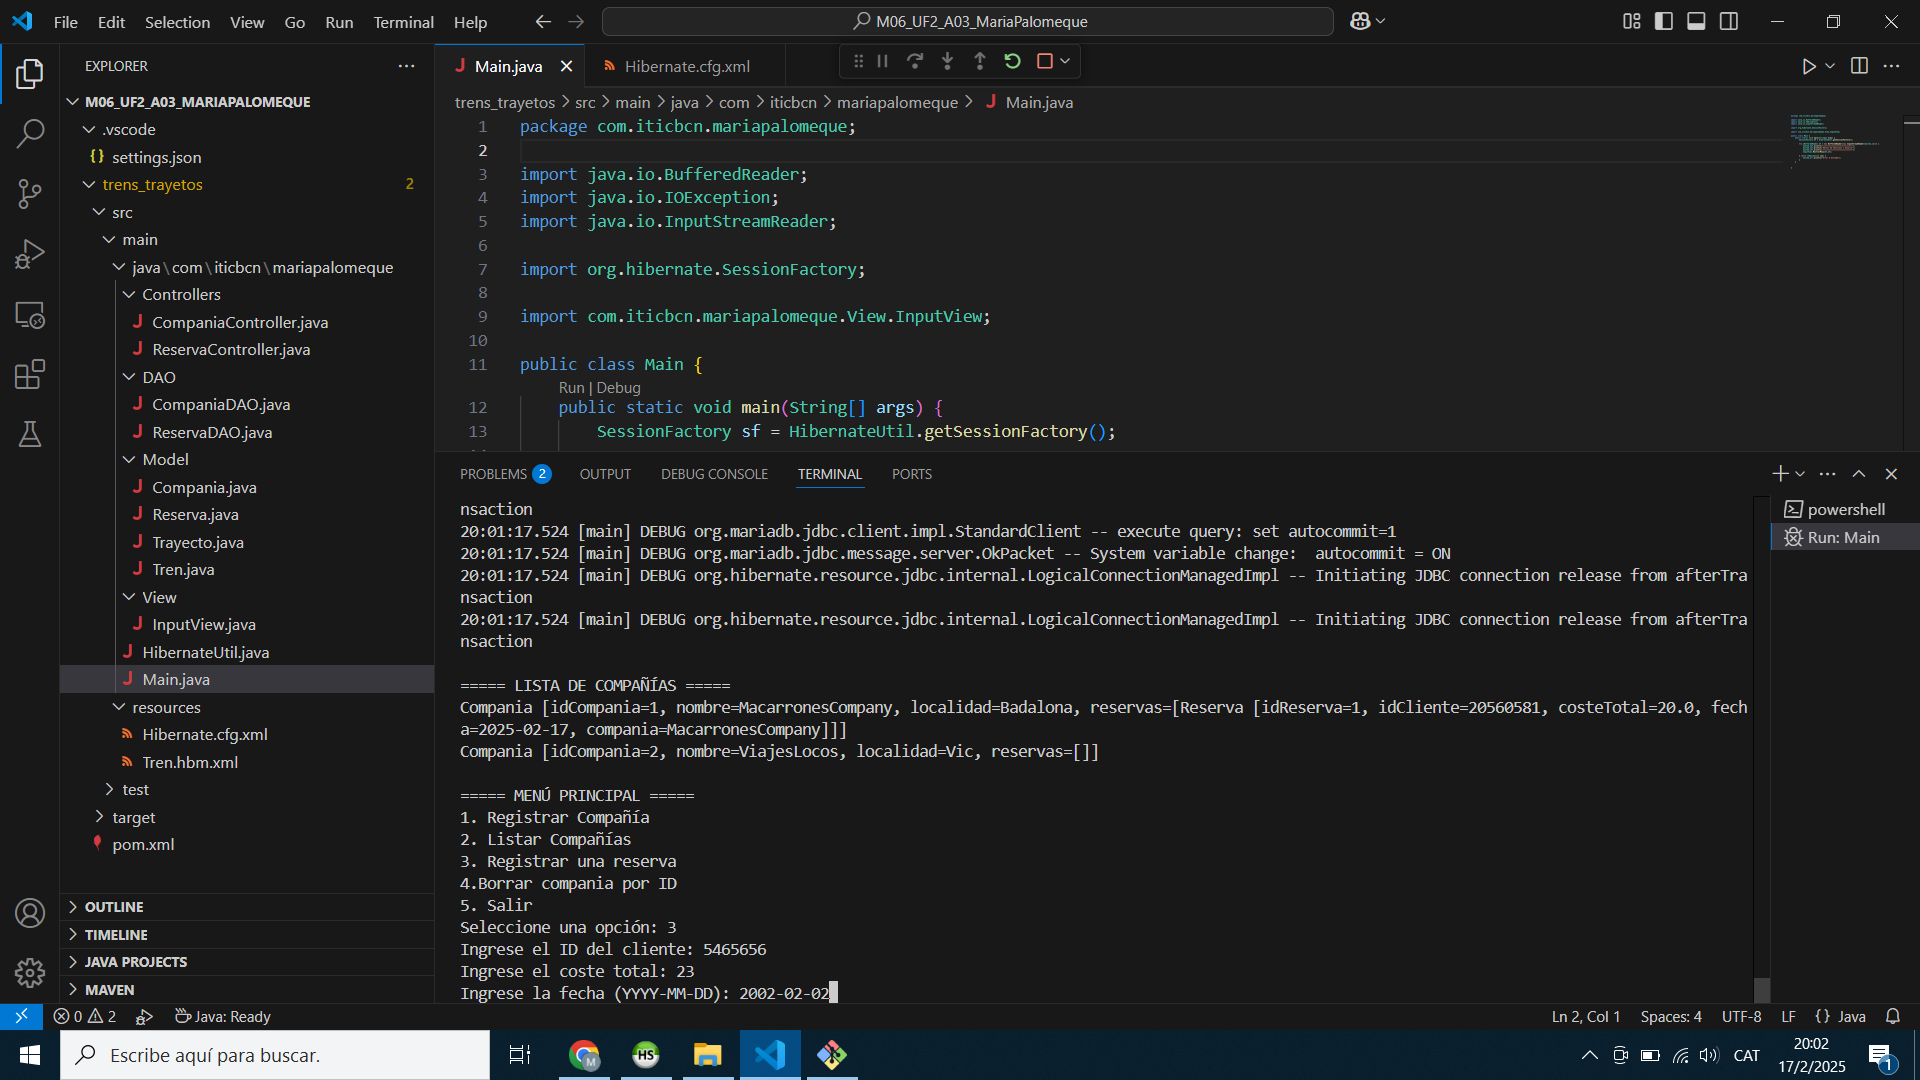 File Edit Selection View Go Run Terminal Help
M06_UF2_A03_MariaPalomeque
EXPLORER
M06_UF2_A03_MARIAPALOMEQUE
.vscode
{} settings.json
trens_trayetos 2
src
main
java\com\iticbcn\mariapalomeque
Controllers
J CompaniaController.java
J ReservaController.java
DAO
J CompaniaDAO.java
J ReservaDAO.java
Model
J Compania.java
J Reserva.java
J Trayecto.java
J Tren.java
View
J InputView.java
J HibernateUtil.java
J Main.java
resources
Hibernate.cfg.xml
Tren.hbm.xml
test
target
pom.xml
OUTLINE
TIMELINE
JAVA PROJECTS
MAVEN
J Main.java
Hibernate.cfg.xml
trens_trayetos > src > main > java > com > iticbcn > mariapalomeque > J Main.java
1 package com.iticbcn.mariapalomeque;
2
3 import java.io.BufferedReader;
4 import java.io.IOException;
5 import java.io.InputStreamReader;
6
7 import org.hibernate.SessionFactory;
8
9 import com.iticbcn.mariapalomeque.View.InputView;
10
11 public class Main {
Run | Debug
12 public static void main(String[] args) {
13 SessionFactory sf = HibernateUtil.getSessionFactory();
PROBLEMS 2 OUTPUT DEBUG CONSOLE TERMINAL PORTS
powershell
Run: Main
nsaction
20:01:17.524 [main] DEBUG org.mariadb.jdbc.client.impl.StandardClient -- execute query: set autocommit=1
20:01:17.524 [main] DEBUG org.mariadb.jdbc.message.server.OkPacket -- System variable change:  autocommit = ON
20:01:17.524 [main] DEBUG org.hibernate.resource.jdbc.internal.LogicalConnectionManagedImpl -- Initiating JDBC connection release from afterTra
nsaction
20:01:17.524 [main] DEBUG org.hibernate.resource.jdbc.internal.LogicalConnectionManagedImpl -- Initiating JDBC connection release from afterTra
nsaction
===== LISTA DE COMPAÑÍAS =====
Compania [idCompania=1, nombre=MacarronesCompany, localidad=Badalona, reservas=[Reserva [idReserva=1, idCliente=20560581, costeTotal=20.0, fech
a=2025-02-17, compania=MacarronesCompany]]]
Compania [idCompania=2, nombre=ViajesLocos, localidad=Vic, reservas=[]]
===== MENÚ PRINCIPAL =====
1. Registrar Compañía
2. Listar Compañías
3. Registrar una reserva
4.Borrar compania por ID
5. Salir
Seleccione una opción: 3
Ingrese el ID del cliente: 5465656
Ingrese el coste total: 23
Ingrese la fecha (YYYY-MM-DD): 2002-02-02
0 2 Java: Ready
Ln 2, Col 1 Spaces: 4 UTF-8 LF {} Java
Escribe aquí para buscar.
M
HS
CAT
20:02
17/2/2025
1